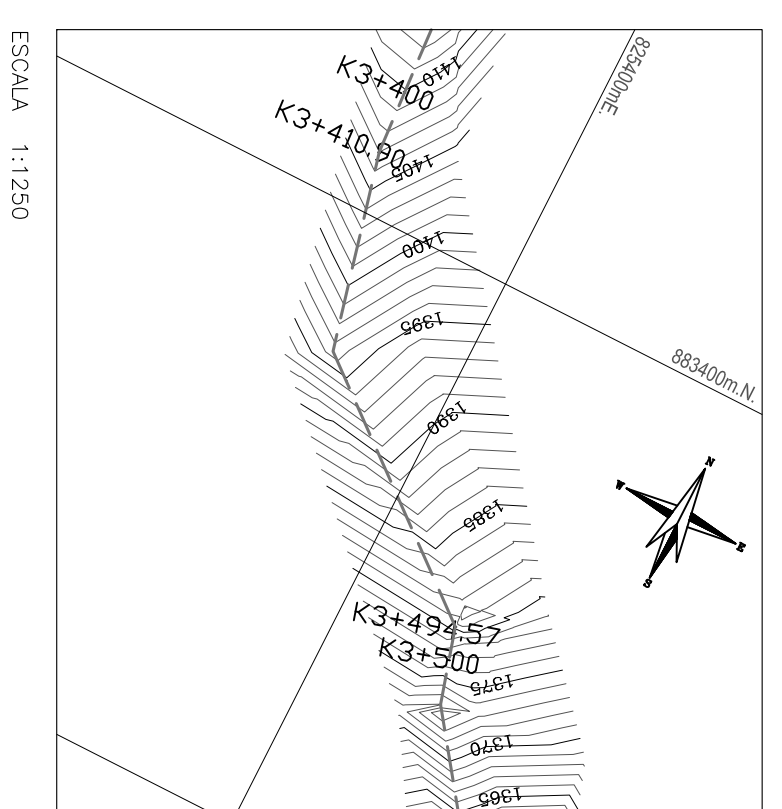 ESCALA 1:1250
825400mE.
1410
K3+400
K3+410.90
1405
1400
1395
883400m.N.
1390
N
W
E
S
1385
K3+494.57
K3+500
1375
1370
1365